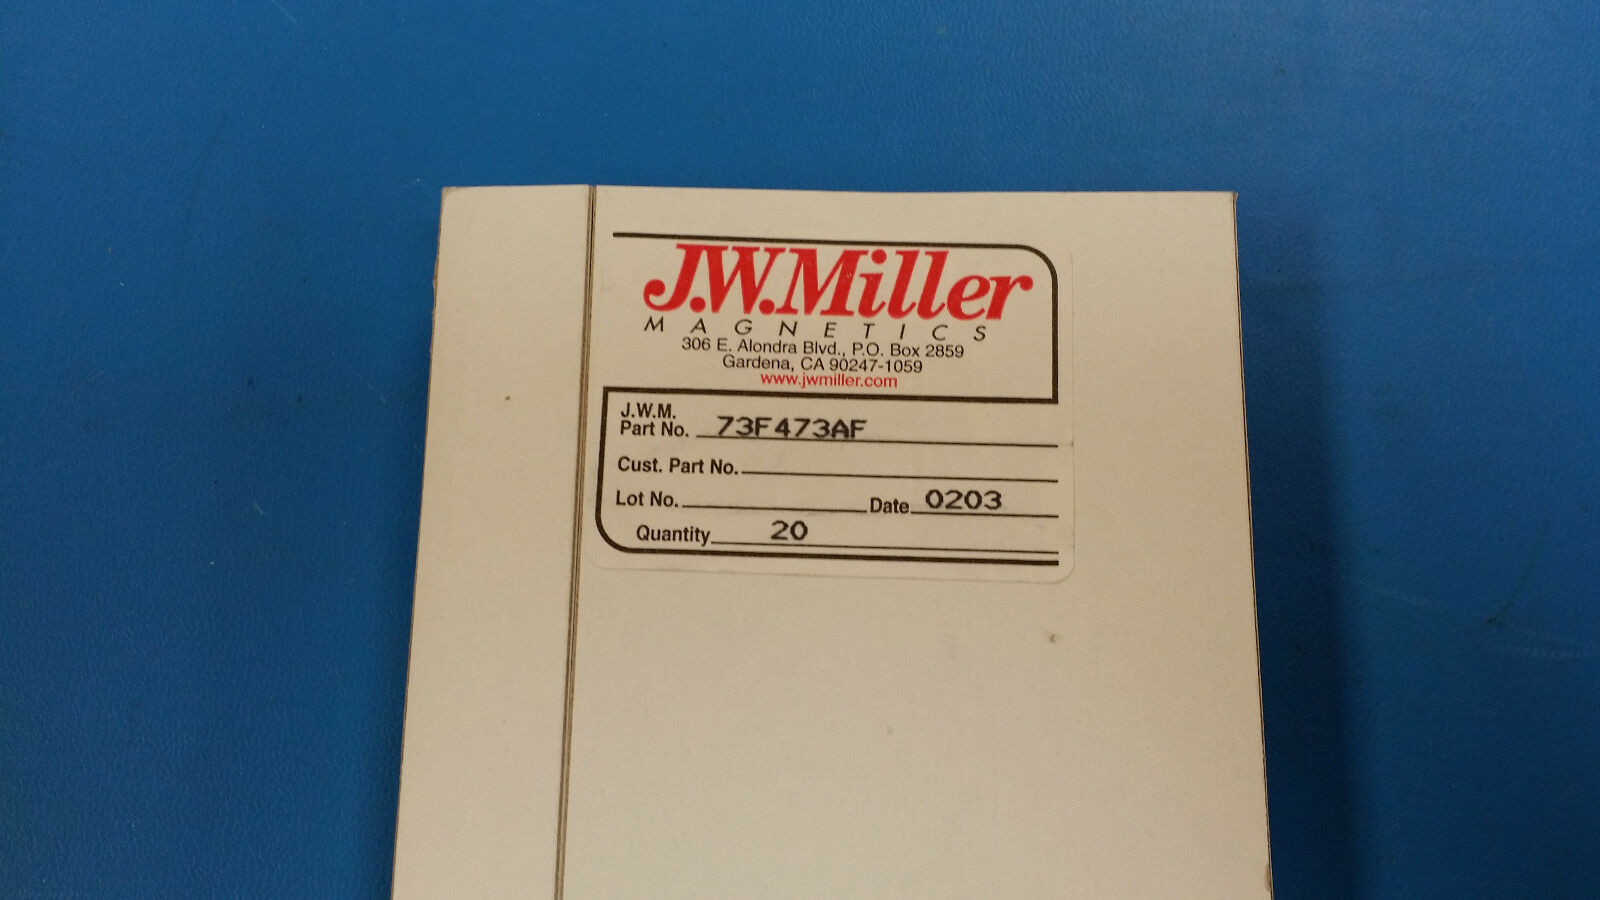 J.W.Miller
MAGNETICS
306 E. Alondra Blvd., P.O. Box 2859
Gardena, CA 90247-1059
www.jwmiller.com
J.W.M.
Part No. 73F473AF
Cust. Part No.
Lot No. Date 0203
Quantity 20